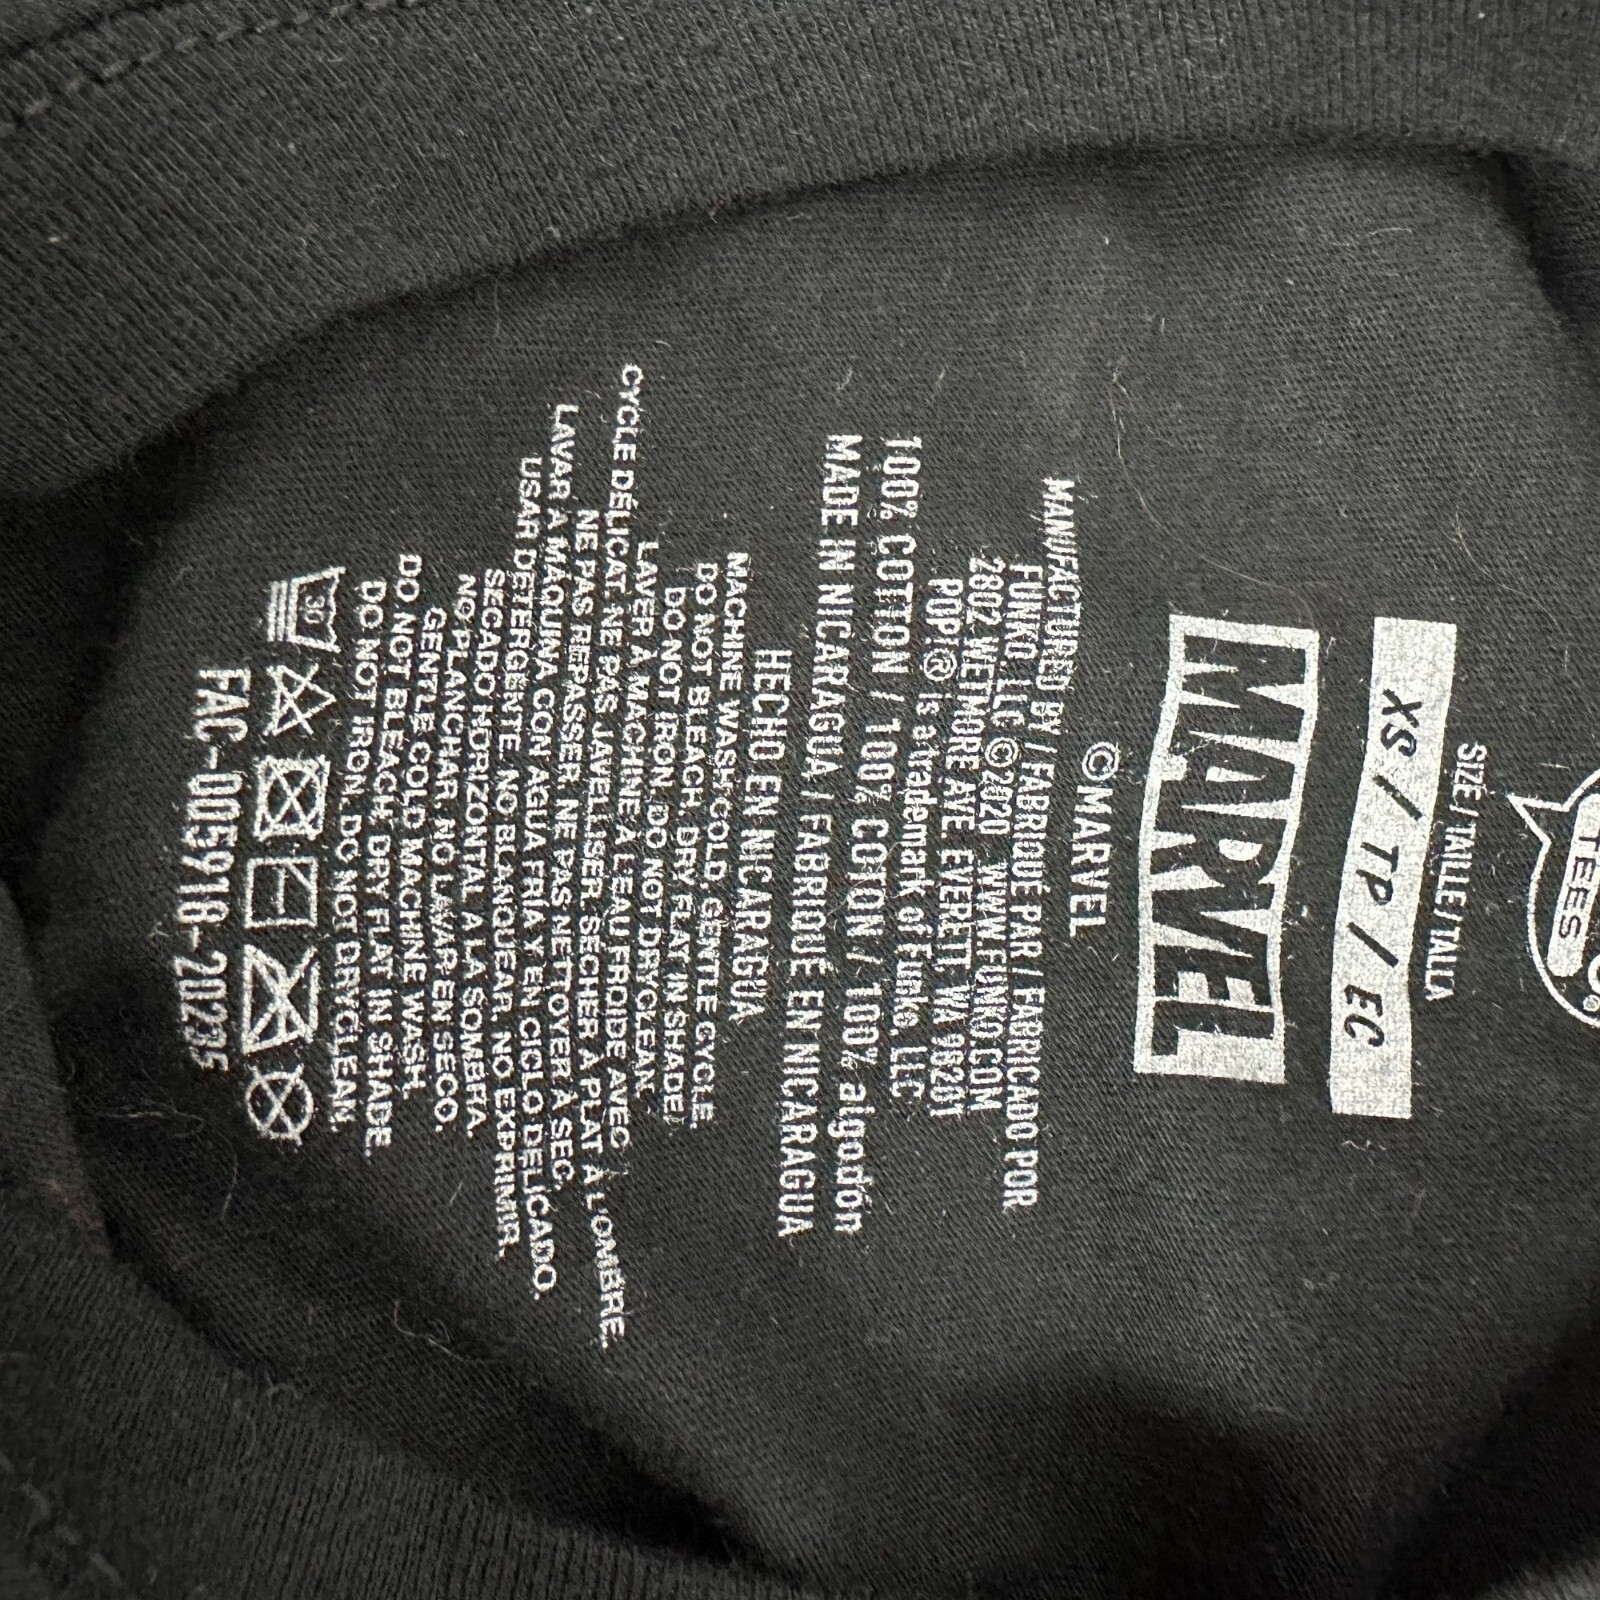 TEES
SIZE / TAILLE / TALLA
XS / TP / EC
MARVEL
©MARVEL
MANUFACTURED BY / FABRIQUÉ PAR / FABRICADO POR
FUNKO, LLC ©2020 WWW.FUNKO.COM
2802 WETMORE AVE EVERETT WA 98201
POP!® is a trademark of Funko, LLC
100% COTTON / 100% COTON / 100% algodón
MADE IN NICARAGUA / FABRIQUÉ EN NICARAGUA
HECHO EN NICARAGUA
MACHINE WASH COLD, GENTLE CYCLE.
DO NOT BLEACH. DRY FLAT IN SHADE.
DO NOT IRON. DO NOT DRYCLEAN.
LAVER A MACHINE A L'EAU FROIDE AVEC
CYCLE DÉLICAT. NE PAS JAVELLISER. SECHER À PLAT À L'OMBRE.
NE PAS REPASSER. NE PAS NETTOYER À SEC.
LAVAR A MÁQUINA CON AGUA FRÍA Y EN CICLO DELICADO.
USAR DETERGENTE. NO BLANQUEAR. NO EXPRIMIR.
SECADO HORIZONTAL A LA SOMBRA.
NO PLANCHAR. NO LAVAR EN SECO.
GENTLE COLD MACHINE WASH.
DO NOT BLEACH. DRY FLAT IN SHADE.
DO NOT IRON. DO NOT DRYCLEAN.
30
FAC-005918-20235